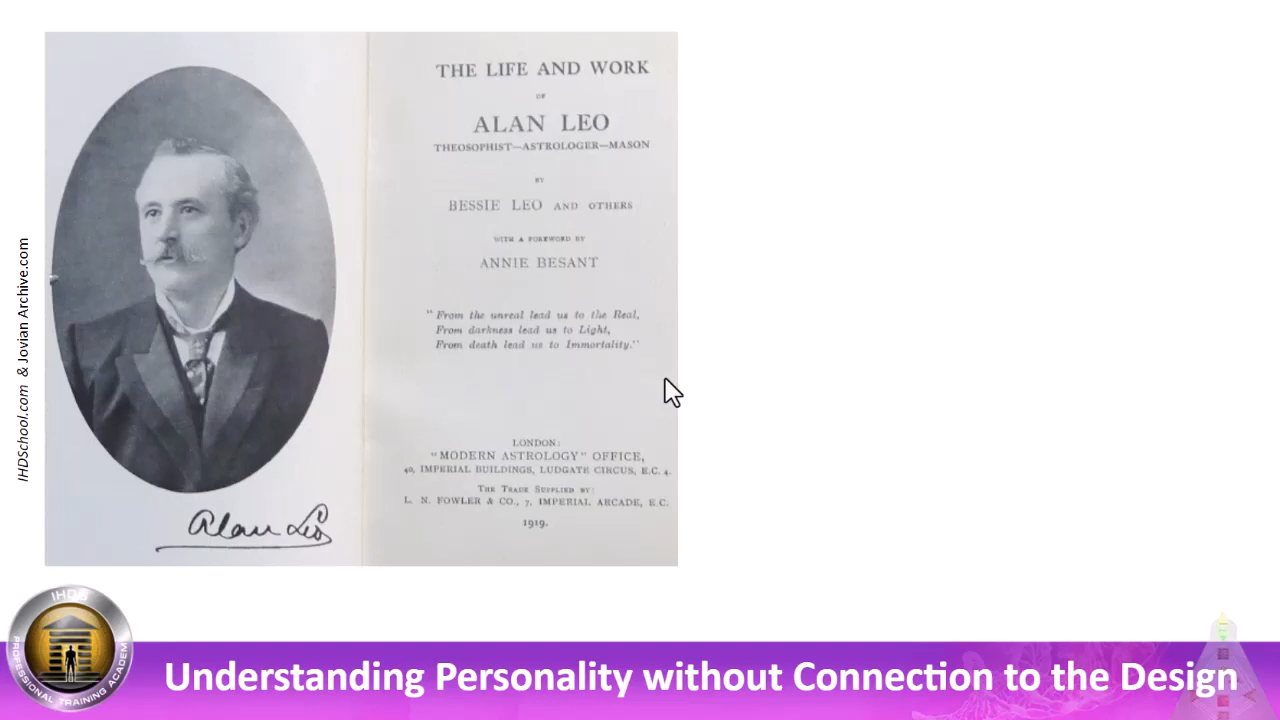 THE LIFE AND WORK
OF
ALAN LEO
THEOSOPHIST—ASTROLOGER—MASON
BY
BESSIE LEO AND OTHERS
WITH A FOREWORD BY
ANNIE BESANT
"From the unreal lead us to the Real,
From darkness lead us to Light,
From death lead us to Immortality."
LONDON:
"MODERN ASTROLOGY" OFFICE,
40, IMPERIAL BUILDINGS, LUDGATE CIRCUS, E.C. 4.
THE TRADE SUPPLIED BY:
L. N. FOWLER & CO., 7, IMPERIAL ARCADE, E.C.
1919.
Alan Leo
IHDSchool.com & Jovian Archive.com
IHDS
PROFESSIONAL TRAINING ACADEMY
Understanding Personality without Connection to the Design